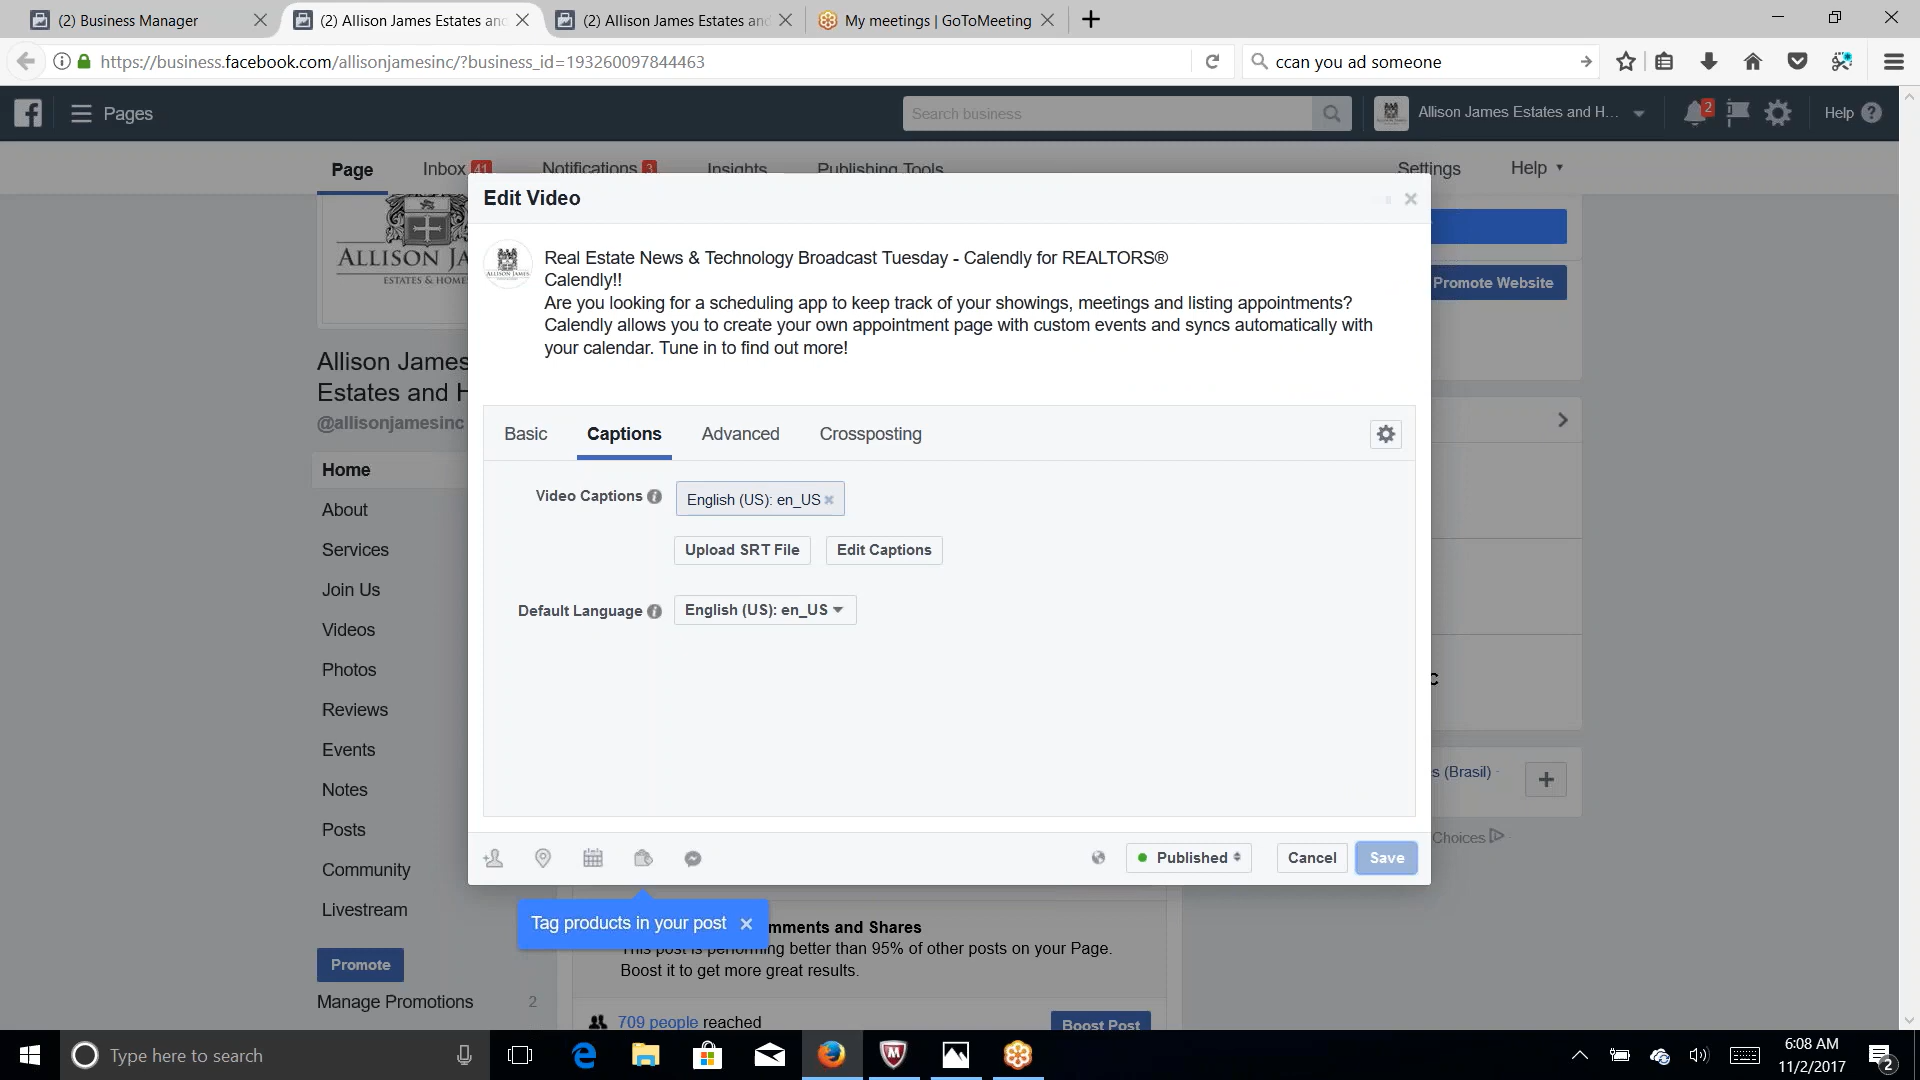 (2) Business Manager
(2) Allison James Estates and
(2) Allison James Estates and
My meetings | GoToMeeting
https://business.facebook.com/allisonjamesinc/?business_id=193260097844463
ccan you ad someone
Pages
Search business
Allison James Estates and H...
2
Help
Page
Inbox 41
Notifications 3
Insights
Publishing Tools
Settings
Help
ALLISON JA
ESTATES & HOMES
Promote Website
Allison James
Estates and H
@allisonjamesinc
Home
About
Services
Join Us
Videos
Photos
Reviews
Events
Notes
Posts
Community
Livestream
Promote
Manage Promotions 2
Edit Video
ALLISON JAMES
Real Estate News & Technology Broadcast Tuesday - Calendly for REALTORS®
Calendly!!
Are you looking for a scheduling app to keep track of your showings, meetings and listing appointments?
Calendly allows you to create your own appointment page with custom events and syncs automatically with
your calendar. Tune in to find out more!
Basic
Captions
Advanced
Crossposting
Video Captions
English (US): en_US
Upload SRT File
Edit Captions
Default Language
English (US): en_US
Published
Cancel
Save
Tag products in your post
mments and Shares
This post is performing better than 95% of other posts on your Page.
Boost it to get more great results.
709 people reached
Boost Post
s (Brasil) ·
Choices
Type here to search
6:08 AM
11/2/2017
2